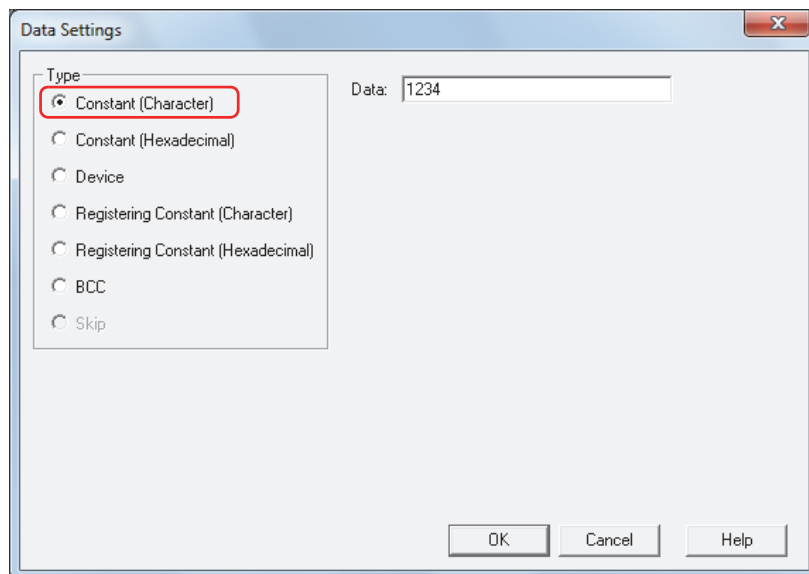 Data Settings
Type
Constant (Character)
Data: 1234
Constant (Hexadecimal)
Device
Registering Constant (Character)
Registering Constant (Hexadecimal)
BCC
Skip
OK Cancel Help